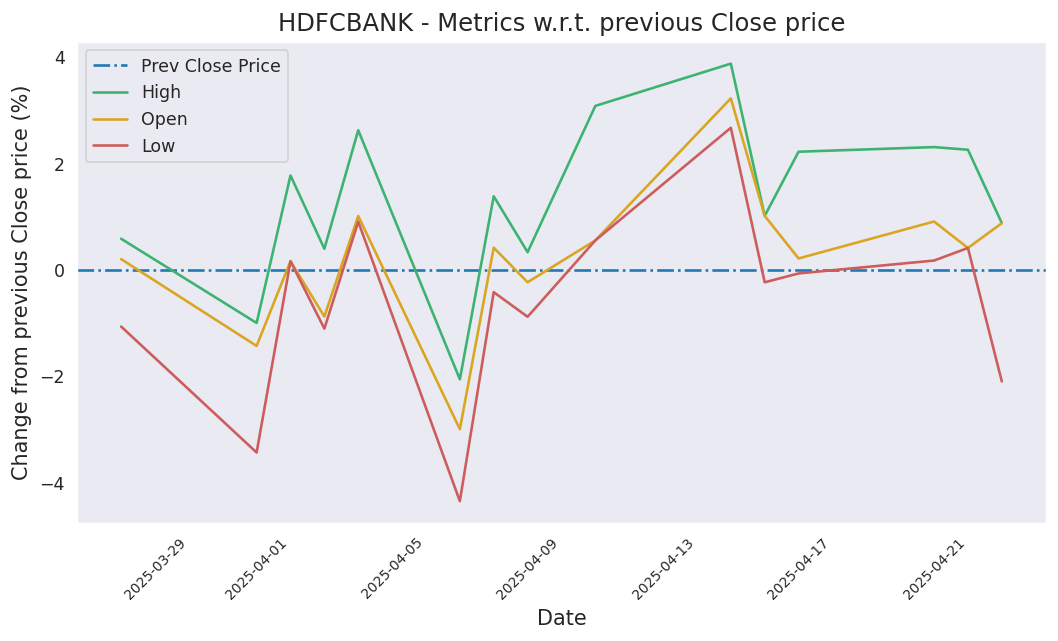 HDFCBANK - Metrics w.r.t. previous Close price
Change from previous Close price (%)
4
2
0
−2
−4
Prev Close Price
High
Open
Low
2025-03-29
2025-04-01
2025-04-05
2025-04-09
2025-04-13
2025-04-17
2025-04-21
Date